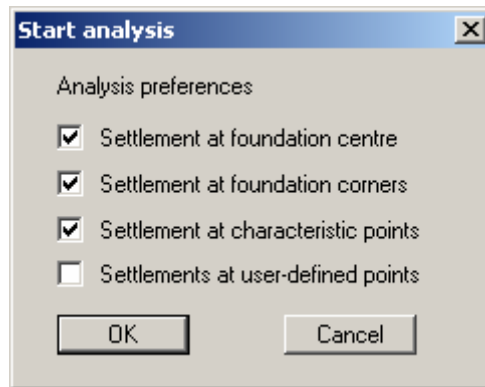 Start analysis
Analysis preferences
Settlement at foundation centre
Settlement at foundation corners
Settlement at characteristic points
Settlements at user-defined points
OK Cancel